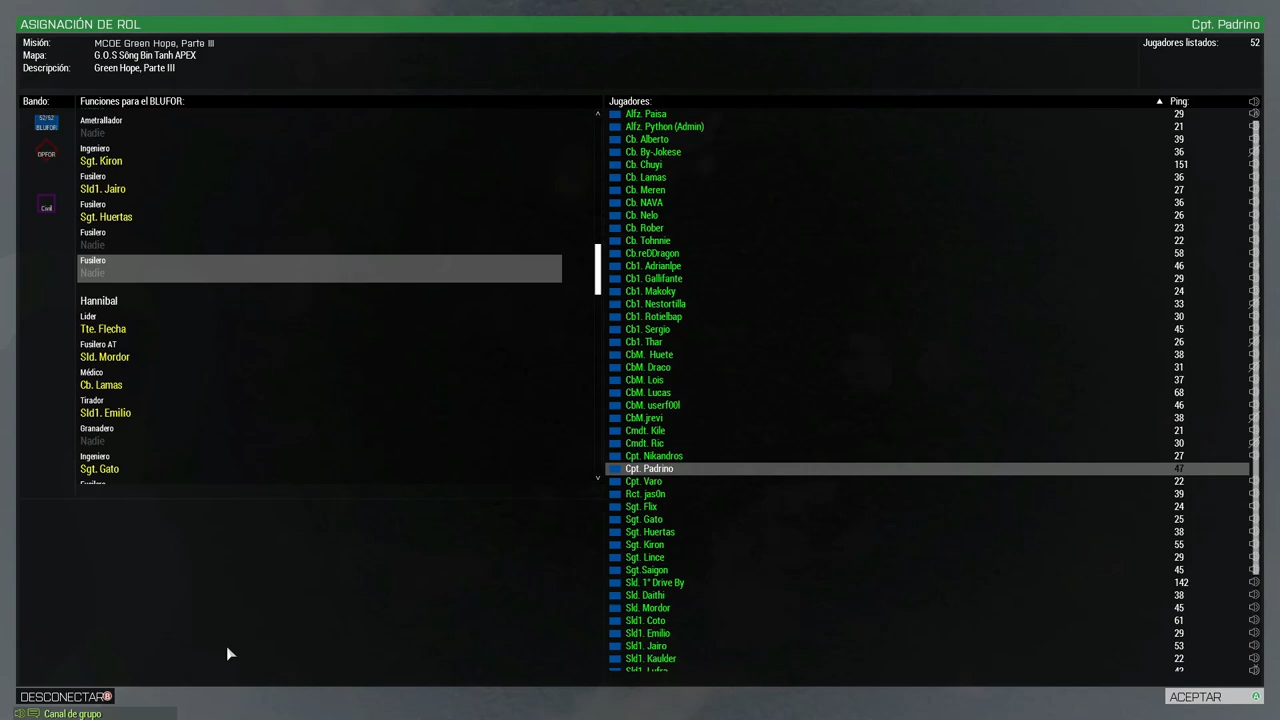 ASIGNACIÓN DE ROL
Cpt. Padrino
Misión: MCOE Green Hope, Parte III
Jugadores listados: 52
Mapa: G.O.S Sông Bin Tanh APEX
Descripción: Green Hope, Parte III
Bando:
Funciones para el BLUFOR:
52/52
BLUFOR
OPFOR
Civil
Ametrallador
Nadie
Ingeniero
Sgt. Kiron
Fusilero
Sld1. Jairo
Fusilero
Sgt. Huertas
Fusilero
Nadie
Fusilero
Nadie
Hannibal
Líder
Tte. Flecha
Fusilero AT
Sld. Mordor
Médico
Cb. Lamas
Tirador
Sld1. Emilio
Granadero
Nadie
Ingeniero
Sgt. Gato
Fusilero
Jugadores: Ping:
Alfz. Paisa 29
Alfz. Python (Admin) 21
Cb. Alberto 39
Cb. By-Jokese 36
Cb. Chuyi 151
Cb. Lamas 36
Cb. Meren 27
Cb. NAVA 36
Cb. Nelo 26
Cb. Rober 23
Cb. Tohnnie 22
Cb.reDDragon 58
Cb1. Adrianlpe 46
Cb1. Gallifante 29
Cb1. Makoky 24
Cb1. Nestortilla 33
Cb1. Rotielbap 30
Cb1. Sergio 45
Cb1. Thar 26
CbM. Huete 38
CbM. Draco 31
CbM. Lois 37
CbM. Lucas 68
CbM. userf00l 46
CbM.jrevi 38
Cmdt. Kile 21
Cmdt. Ric 30
Cpt. Nikandros 27
Cpt. Padrino 47
Cpt. Varo 22
Rct. jas0n 39
Sgt. Flix 24
Sgt. Gato 25
Sgt. Huertas 38
Sgt. Kiron 55
Sgt. Lince 29
Sgt.Saigon 45
Sld. 1° Drive By 142
Sld. Daithi 38
Sld. Mordor 45
Sld1. Coto 61
Sld1. Emilio 29
Sld1. Jairo 53
Sld1. Kaulder 22
DESCONECTAR B
ACEPTAR A
Canal de grupo